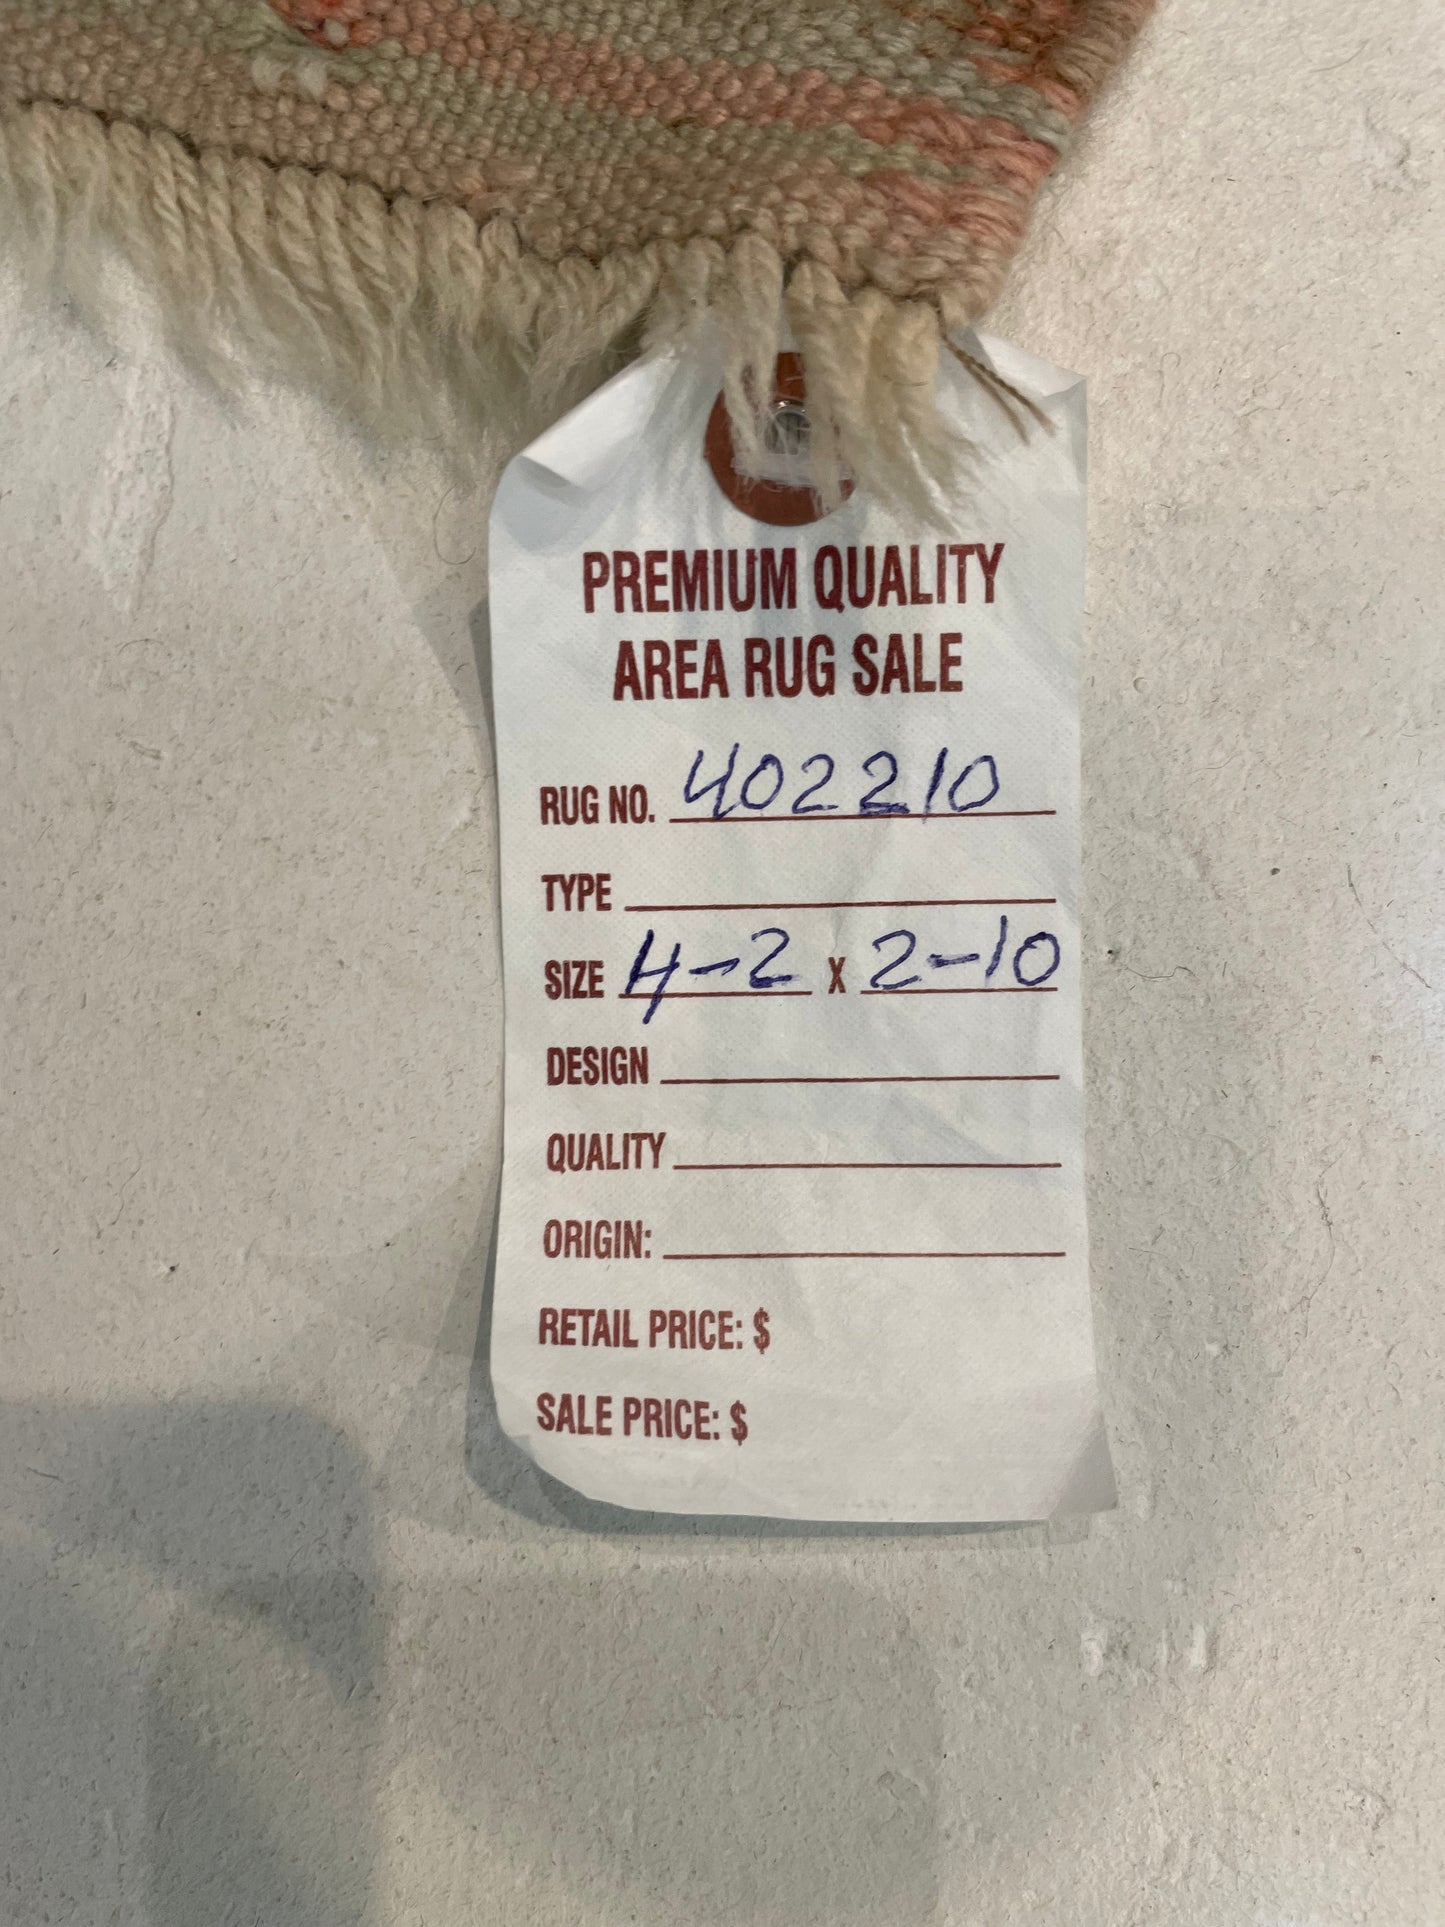 PREMIUM QUALITY
AREA RUG SALE
RUG NO. 402210
TYPE
SIZE 4-2 X 2-10
DESIGN
QUALITY
ORIGIN:
RETAIL PRICE: $
SALE PRICE: $